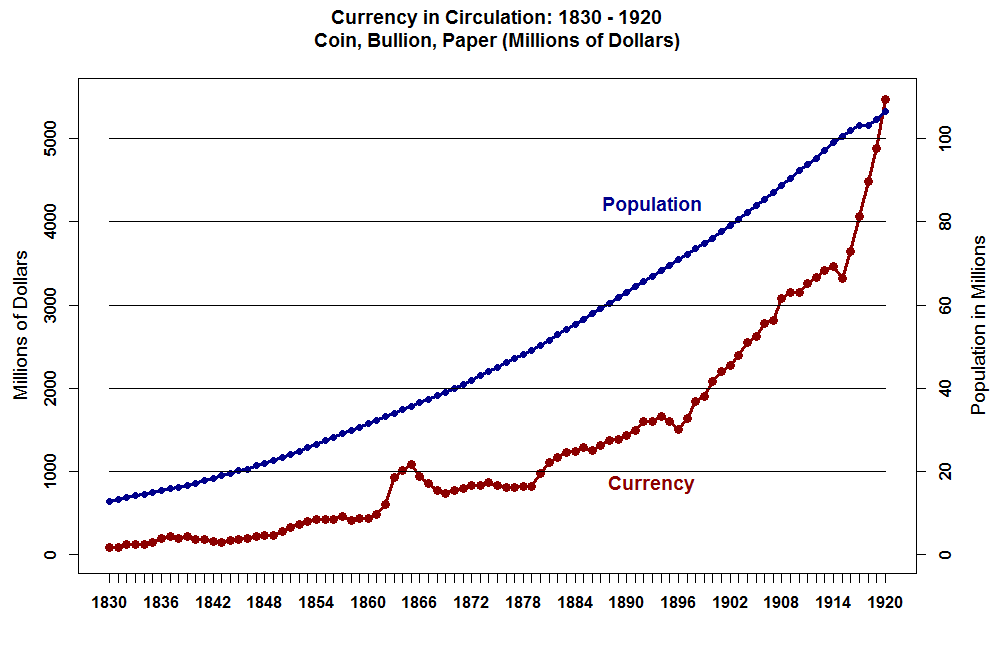 Currency in Circulation: 1830 - 1920
Coin, Bullion, Paper (Millions of Dollars)
Millions of Dollars
5000
4000
3000
2000
1000
0
Population
Currency
100
80
60
40
20
0
Population in Millions
1830 1836 1842 1848 1854 1860 1866 1872 1878 1884 1890 1896 1902 1908 1914 1920